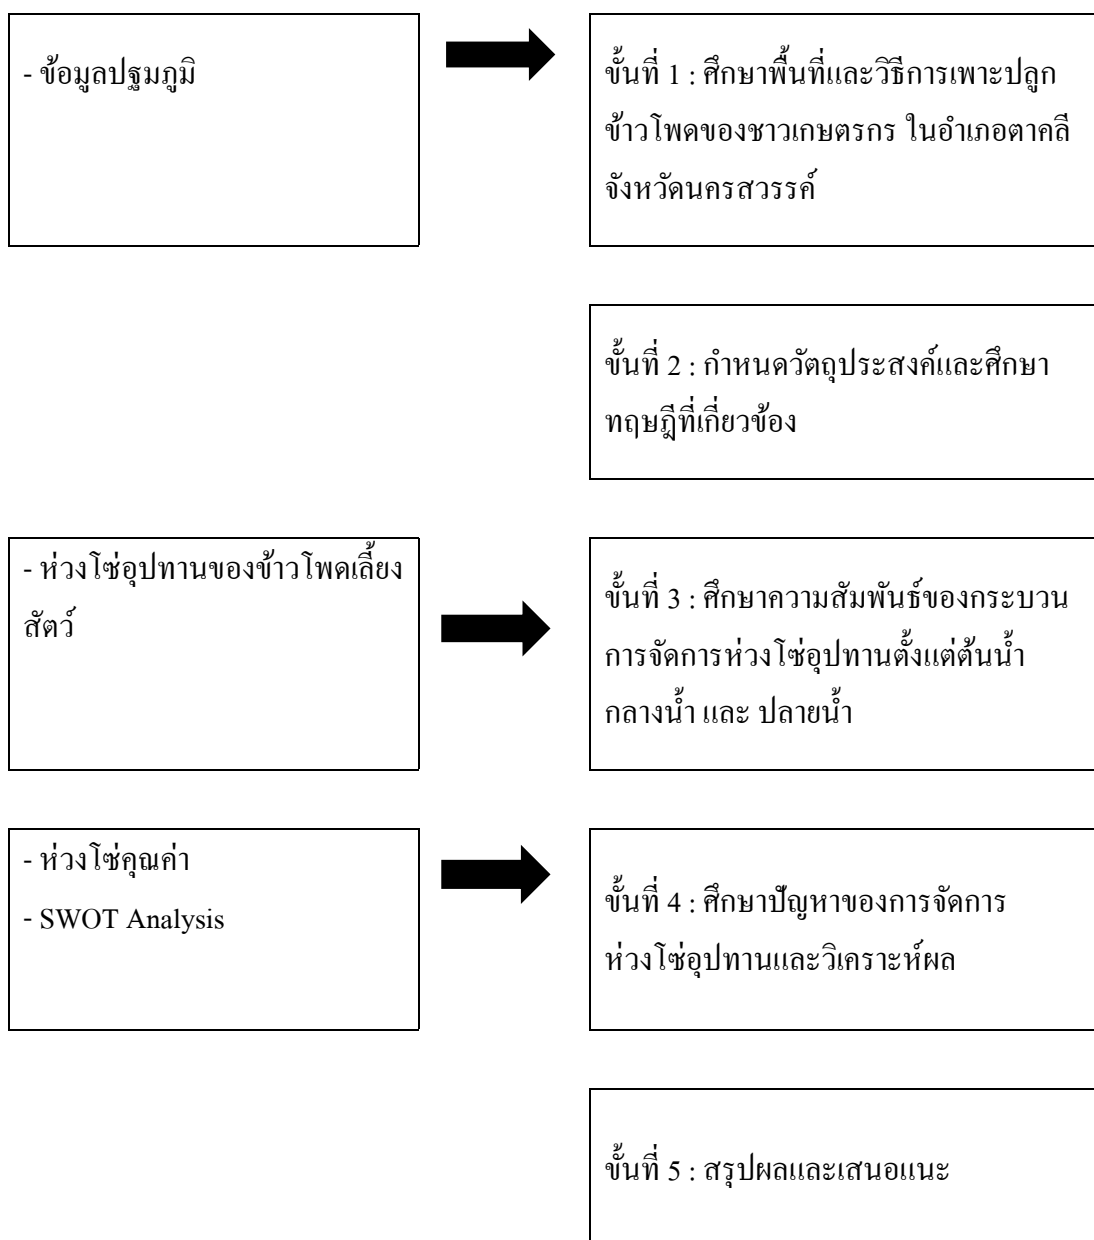 - ข้อมูลปฐมภูมิ
ขั้นที่ 1 : ศึกษาพื้นที่และวิธีการเพาะปลูก
ข้าวโพดของชาวเกษตรกร ในอำเภอตาคลี
จังหวัดนครสวรรค์
ขั้นที่ 2 : กำหนดวัตถุประสงค์และศึกษา
ทฤษฎีที่เกี่ยวข้อง
- ห่วงโซ่อุปทานของข้าวโพดเลี้ยง
สัตว์
ขั้นที่ 3 : ศึกษาความสัมพันธ์ของกระบวน
การจัดการห่วงโซ่อุปทานตั้งแต่ต้นน้ำ
กลางน้ำ และ ปลายน้ำ
- ห่วงโซ่คุณค่า
- SWOT Analysis
ขั้นที่ 4 : ศึกษาปัญหาของการจัดการ
ห่วงโซ่อุปทานและวิเคราะห์ผล
ขั้นที่ 5 : สรุปผลและเสนอแนะ